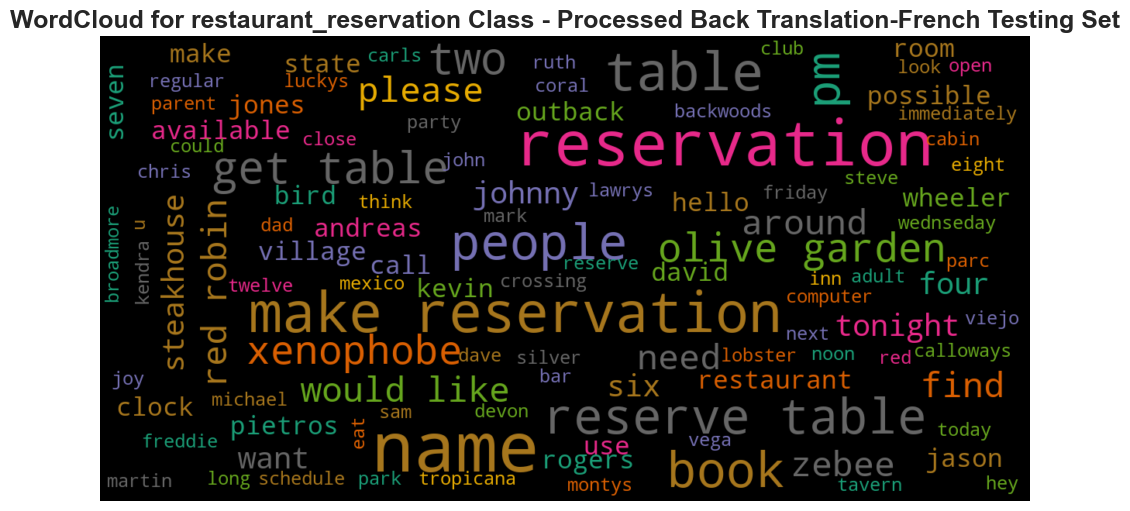 WordCloud for restaurant_reservation Class - Processed Back Translation-French Testing Set
make
state
carls
two
ruth
table
club
room
look
open
seven
regular
luckys
please
coral
pm
possible
parent
jones
party
outback
backwoods
immediately
available
close
reservation
cabin
could
get table
john
eight
chris
bird
think
johnny
lawrys
hello
friday
steve
wheeler
broadmore
kendra
u
steakhouse
red robin
dad
andreas
mark
around
wednseday
village
call
people
reserve
olive garden
david
parc
twelve
mexico
kevin
crossing
inn
adult
four
make reservation
computer
tonight
viejo
next
xenophobe
dave
silver
need
lobster
noon
red
calloways
joy
bar
would like
six
restaurant
find
clock
michael
sam
devon
reserve table
today
freddie
pietros
eat
name
use
vega
want
rogers
book
zebee
jason
martin
long
schedule
park
tropicana
montys
tavern
hey